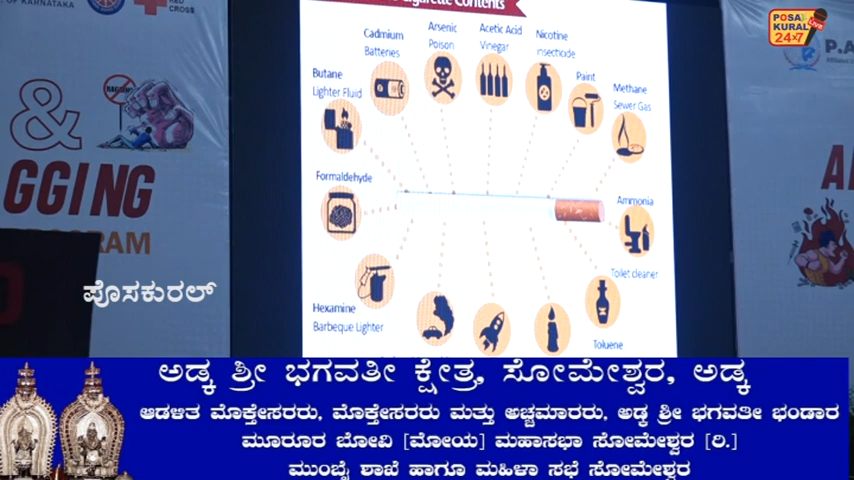 OF KARNATAKA
RED
CROSS
Cigarette Contents
POSA
KURAL
24x7
Live
P.A
&
GGING
GRAM
Cadmium
Batteries
Arsenic
Poison
Acetic Acid
Vinegar
Nicotine
insecticide
Paint
Butane
Lighter Fluid
Methane
Sewer Gas
Formaldehyde
Ammonia
Toilet cleaner
Hexamine
Barbeque Lighter
Toluene
ಪೊಸಕುರಲ್
ಅಡ್ಕ ಶ್ರೀ ಭಗವತೀ ಕ್ಷೇತ್ರ, ಸೋಮೇಶ್ವರ, ಅಡ್ಕ
ಆಡಳಿತ ಮೊಕ್ತೇಸರರು, ಮೊಕ್ತೇಸರರು ಮತ್ತು ಅಚ್ಚಮಾರರು, ಅಡ್ಕ ಶ್ರೀ ಭಗವತೀ ಭಂಡಾರ
ಮೂರೂರ ಬೋವಿ [ಮೋಯ] ಮಹಾಸಭಾ ಸೋಮೇಶ್ವರ [ರಿ.]
ಮುಂಬೈ ಶಾಖೆ ಹಾಗೂ ಮಹಿಳಾ ಸಭೆ ಸೋಮೇಶ್ವರ